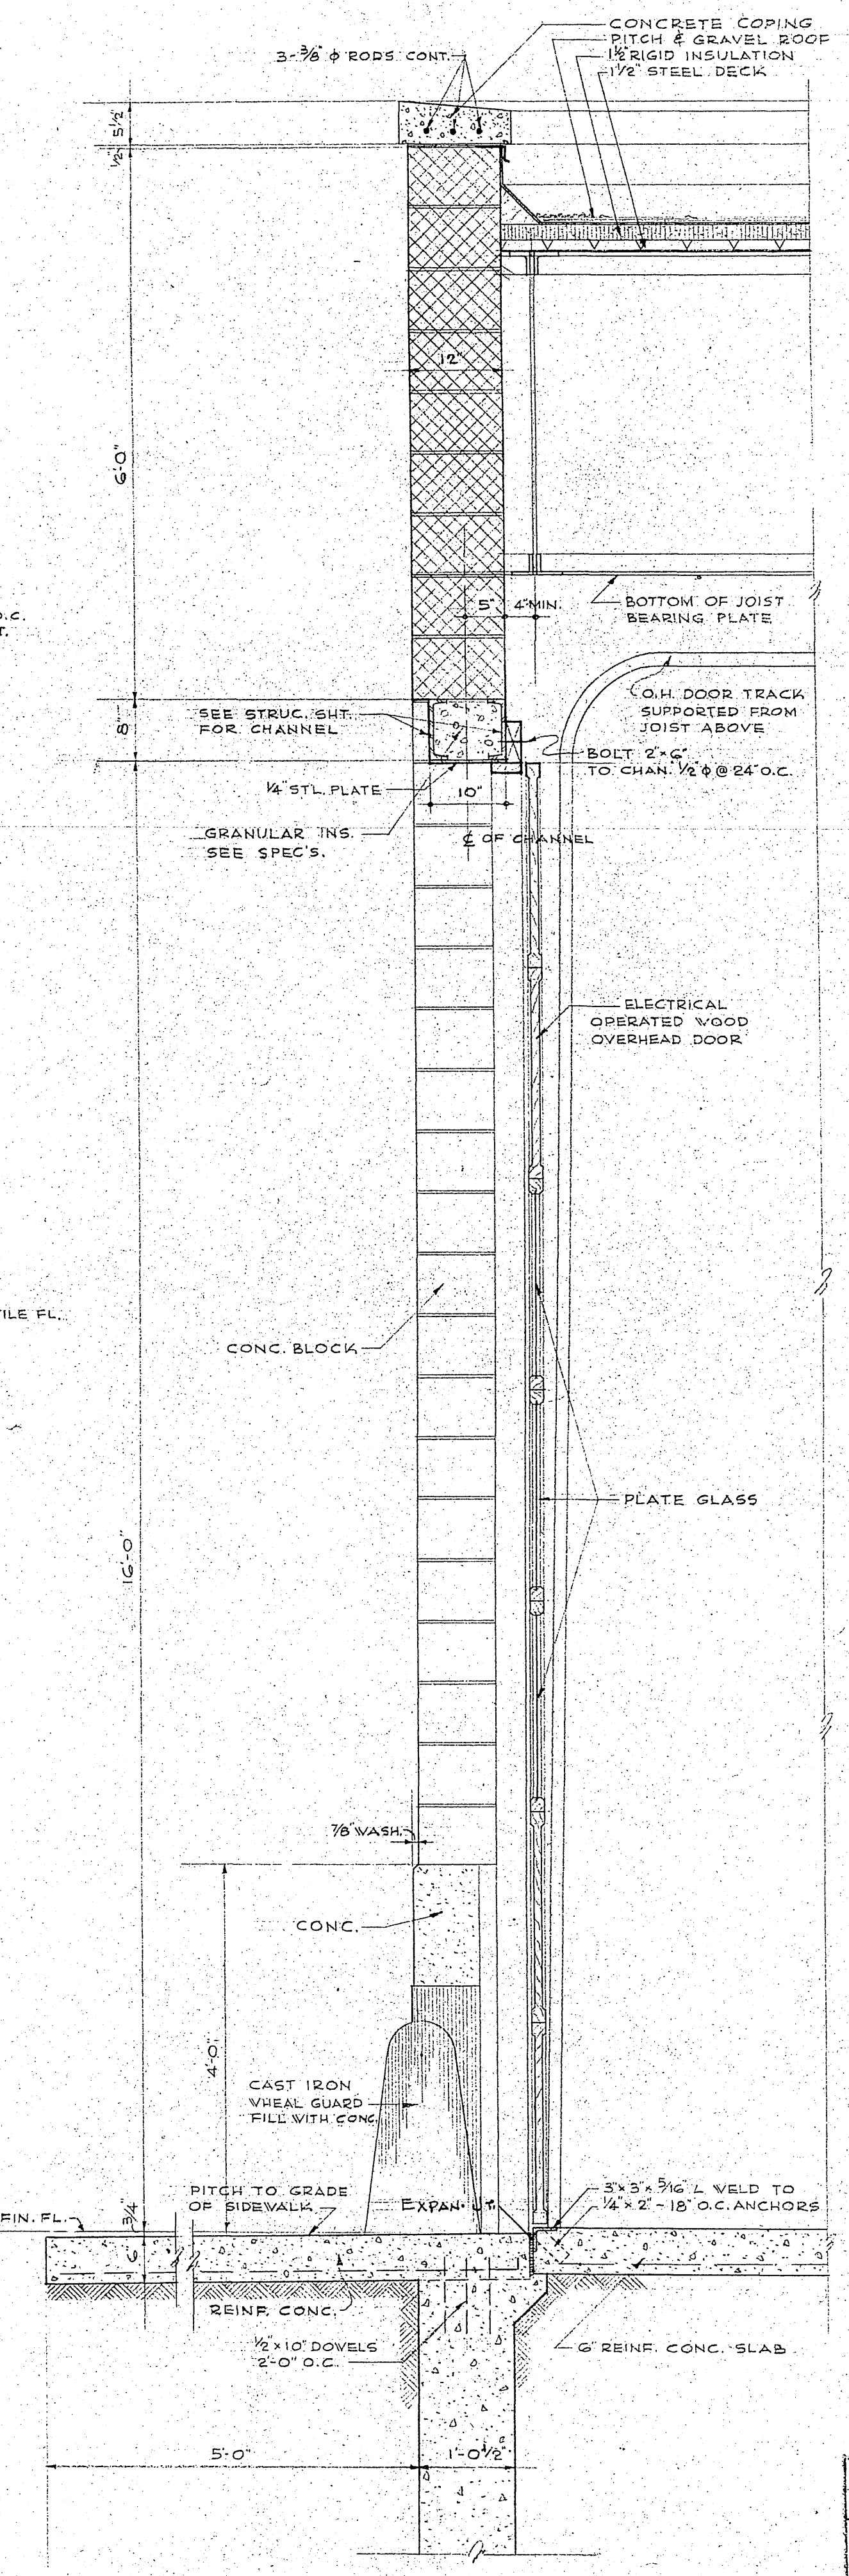 CONCRETE COPING
PITCH & GRAVEL ROOF
1½" RIGID INSULATION
1 1/2" STEEL DECK
3-3/8" φ RODS CONT.
5 1/2"
1/2"
12"
6'-0"
O.C.
T.
5"
4" MIN.
BOTTOM OF JOIST
BEARING PLATE
O.H. DOOR TRACK
SUPPORTED FROM
JOIST ABOVE
SEE STRUC. SHT.
FOR CHANNEL
8"
BOLT 2"x6"
TO CHAN. 1/2" φ @ 24" O.C.
1/4" STL. PLATE
10"
GRANULAR INS.
SEE SPEC'S.
℄ OF CHANNEL
ELECTRICAL
OPERATED WOOD
OVERHEAD DOOR
TILE FL.
CONC. BLOCK
PLATE GLASS
16'-0"
7/8" WASH.
CONC.
4'-0"
CAST IRON
WHEAL GUARD
FILL WITH CONC.
PITCH TO GRADE
OF SIDEWALK
EXPAN. JT.
3"x3"x5/16" L WELD TO
1/4"x2"-18" O.C. ANCHORS
FIN. FL.
3/4"
6"
REINF. CONC.
1/2"x10" DOWELS
2'-0" O.C.
6" REINF. CONC. SLAB
5'-0"
1'-0 1/2"